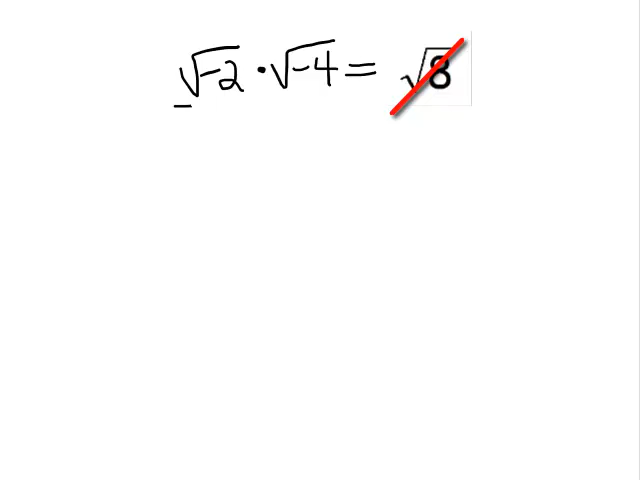 √-2 · √-4 = √8